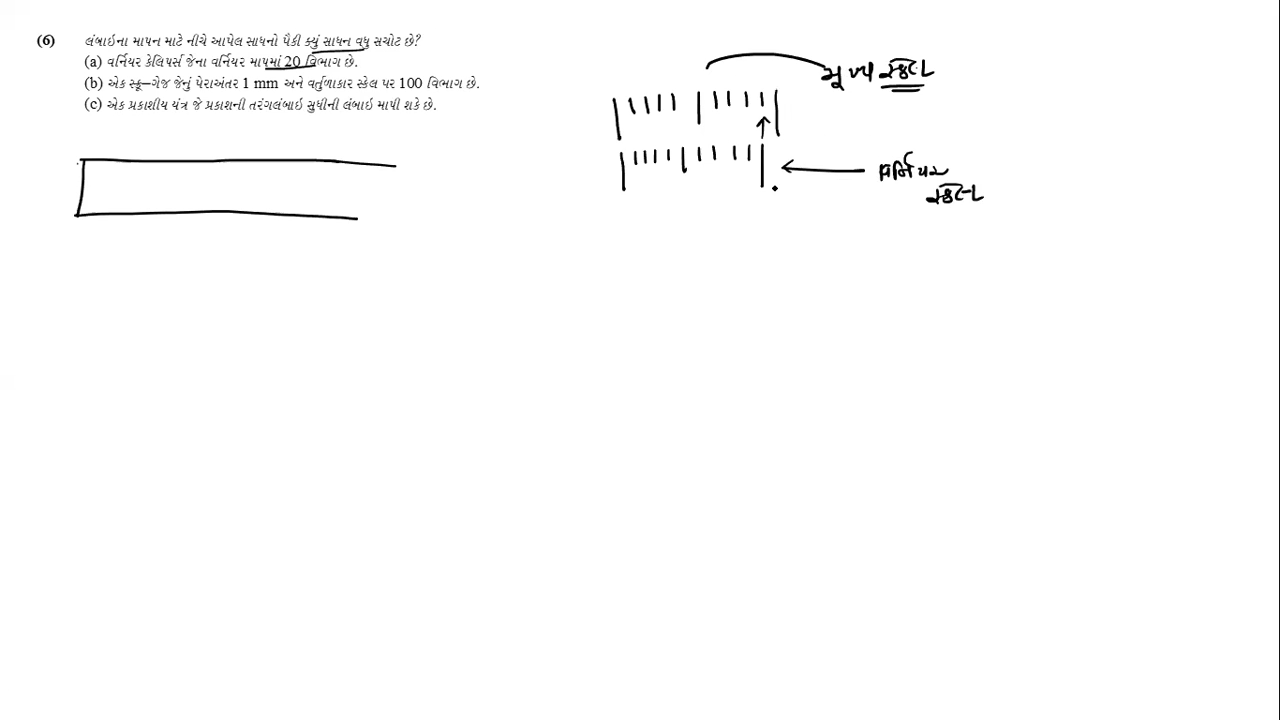 (6) લંબાઈના માપન માટે નીચે આપેલ સાધનો પૈકી ક્યું સાધન વધુ સચોટ છે?
(a) વર્નિયર કેલિપર્સ જેના વર્નિયર માપમાં 20 વિભાગ છે.
(b) એક સ્ક્રૂ—ગેજ જેનું પેરાઅંતર 1 mm અને વર્તુળાકાર સ્કેલ પર 100 વિભાગ છે.
(c) એક પ્રકાશીય યંત્ર જે પ્રકાશની તરંગલંબાઇ સુધીની લંબાઇ માપી શકે છે.
મૂખ્ય સ્કેલ
વર્નિયર
સ્કેલ